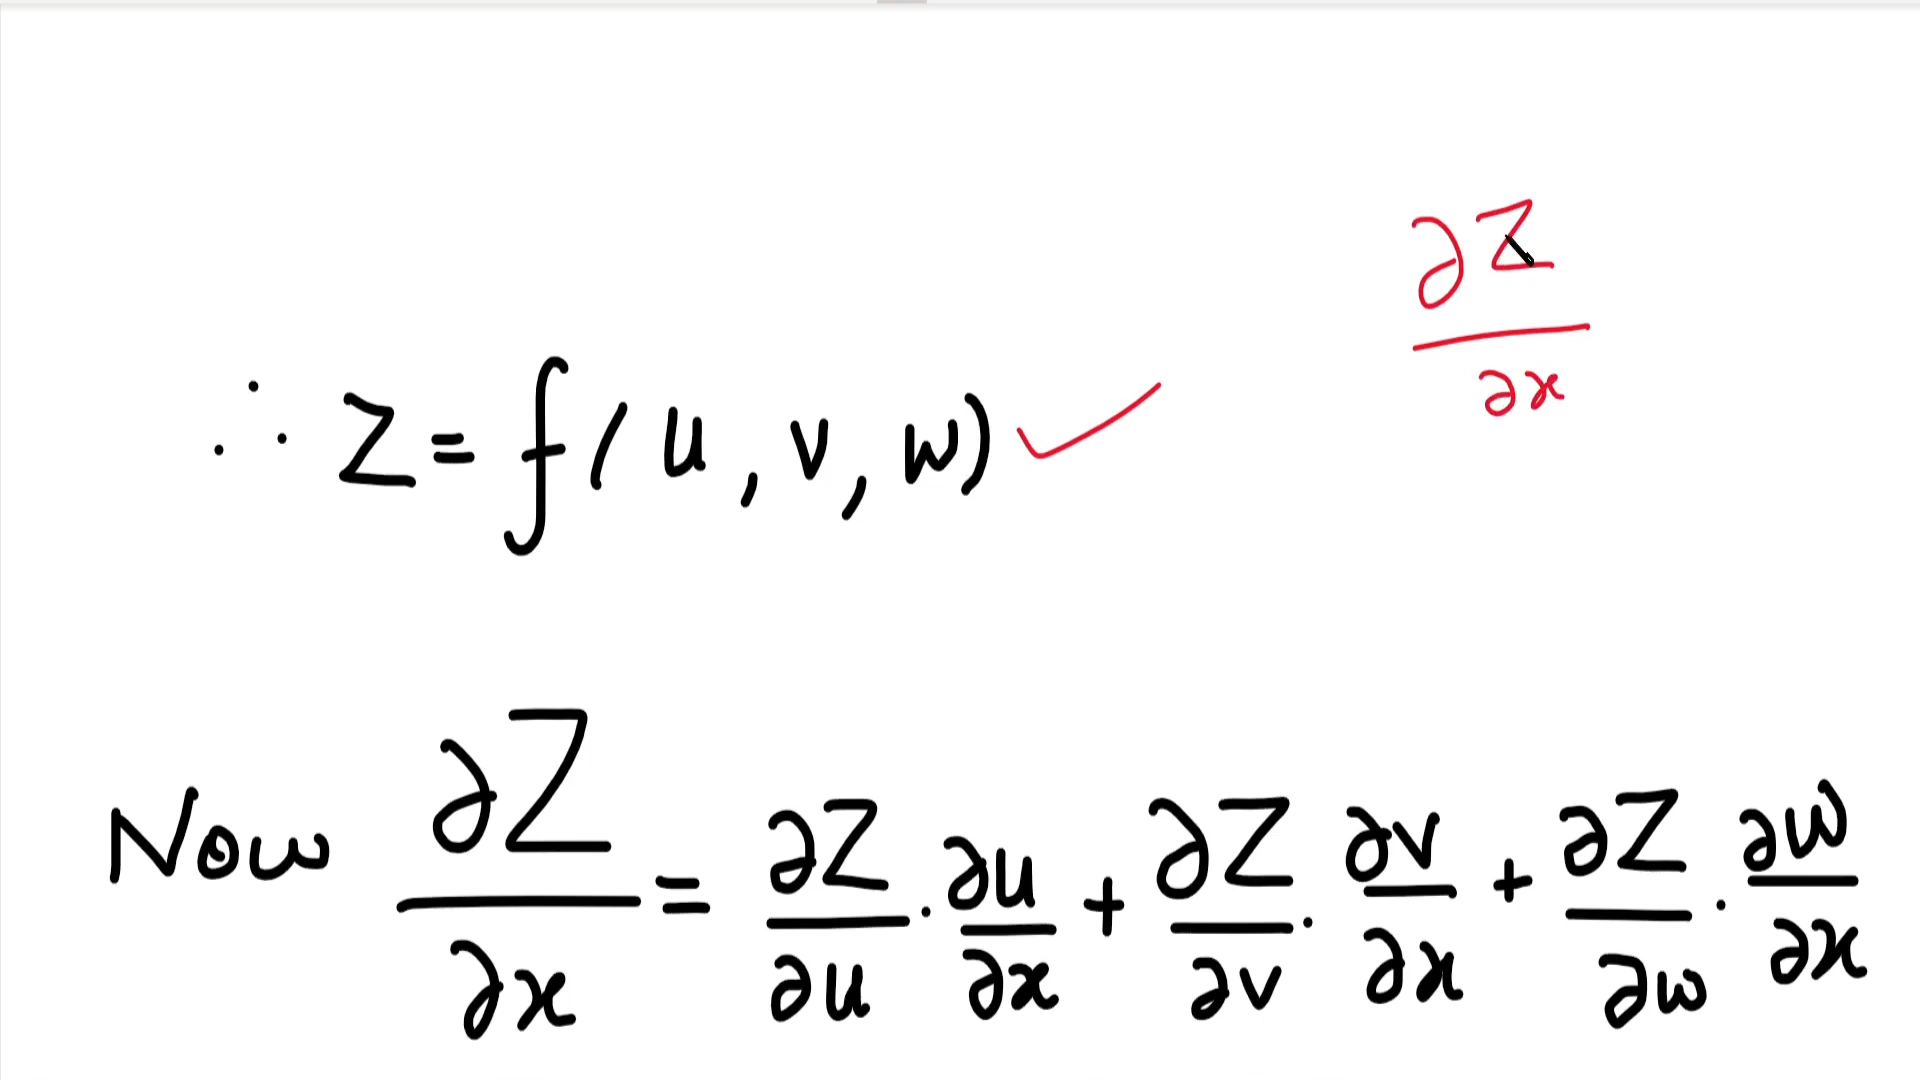 ∂Z/∂x
∴ Z = f(u, v, w) ✓
Now ∂Z/∂x = ∂Z/∂u · ∂u/∂x + ∂Z/∂v · ∂v/∂x + ∂Z/∂w · ∂w/∂x